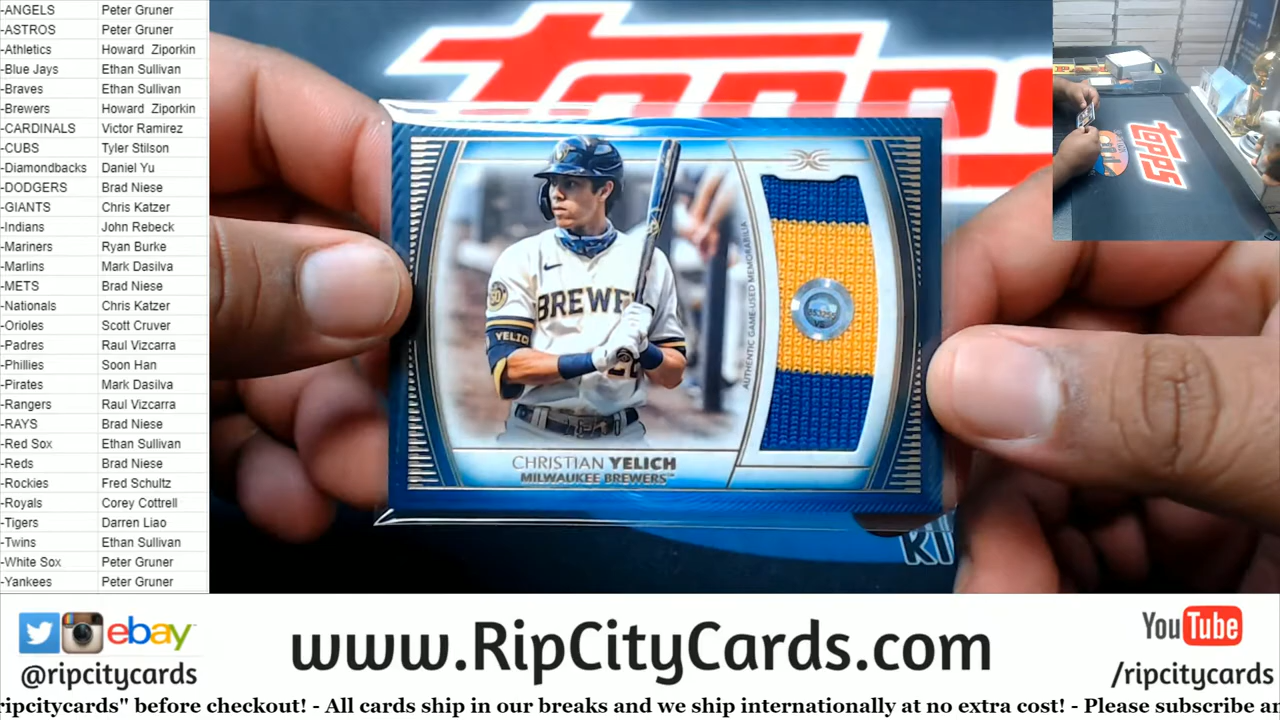 -ANGELS Peter Gruner
-ASTROS Peter Gruner
-Athletics Howard Ziporkin
-Blue Jays Ethan Sullivan
-Braves Ethan Sullivan
-Brewers Howard Ziporkin
-CARDINALS Victor Ramirez
-CUBS Tyler Stilson
-Diamondbacks Daniel Yu
-DODGERS Brad Niese
-GIANTS Chris Katzer
-Indians John Rebeck
-Mariners Ryan Burke
-Marlins Mark Dasilva
-METS Brad Niese
-Nationals Chris Katzer
-Orioles Scott Cruver
-Padres Raul Vizcarra
-Phillies Soon Han
-Pirates Mark Dasilva
-Rangers Raul Vizcarra
-RAYS Brad Niese
-Red Sox Ethan Sullivan
-Reds Brad Niese
-Rockies Fred Schultz
-Royals Corey Cottrell
-Tigers Darren Liao
-Twins Ethan Sullivan
-White Sox Peter Gruner
-Yankees Peter Gruner
topps
topps
BREWE
YELIC
22
AUTHENTIC GAME-USED MEMORABILIA
CHRISTIAN YELICH
MILWAUKEE BREWERS
RI
ebay
@ripcitycards
www.RipCityCards.com
YouTube
/ripcitycards
ripcitycards" before checkout! - All cards ship in our breaks and we ship internationally at no extra cost! - Please subscribe an